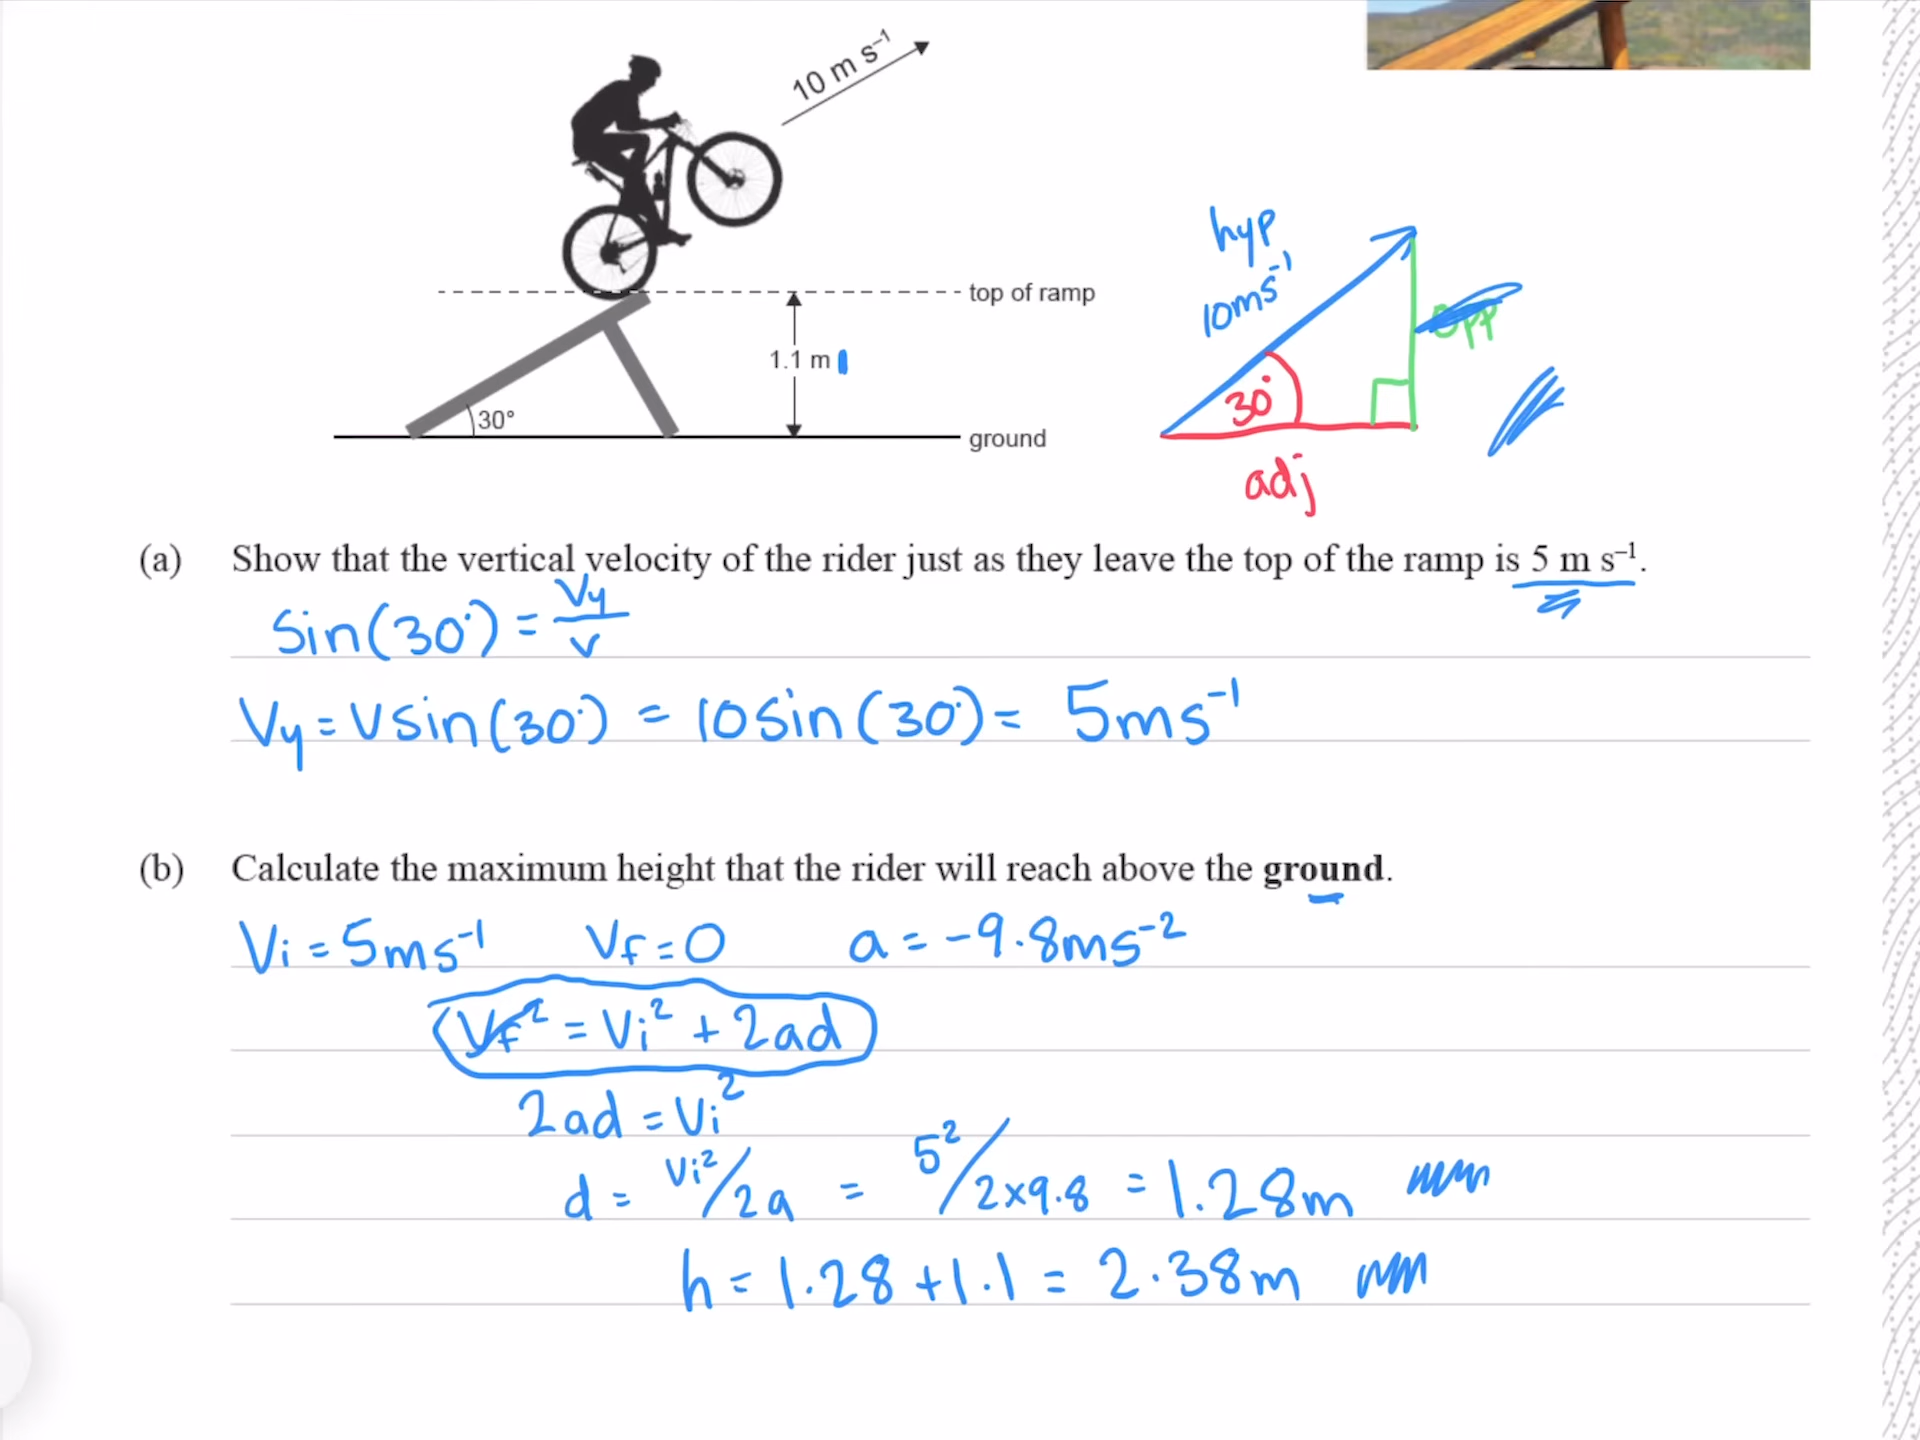 10 m s⁻¹
top of ramp
1.1 m
30°
ground
hyp
10ms⁻¹
opp
30°
adj
(a) Show that the vertical velocity of the rider just as they leave the top of the ramp is 5 m s⁻¹.
Sin(30°) = Vy/v
Vy = Vsin(30°) = 10sin(30°) = 5ms⁻¹
(b) Calculate the maximum height that the rider will reach above the ground.
Vi = 5ms⁻¹ Vf = 0 a = -9.8ms⁻²
Vf² = Vi² + 2ad
2ad = Vi²
d = Vi²/2a = 5²/2x9.8 = 1.28m
h = 1.28 + 1.1 = 2.38m